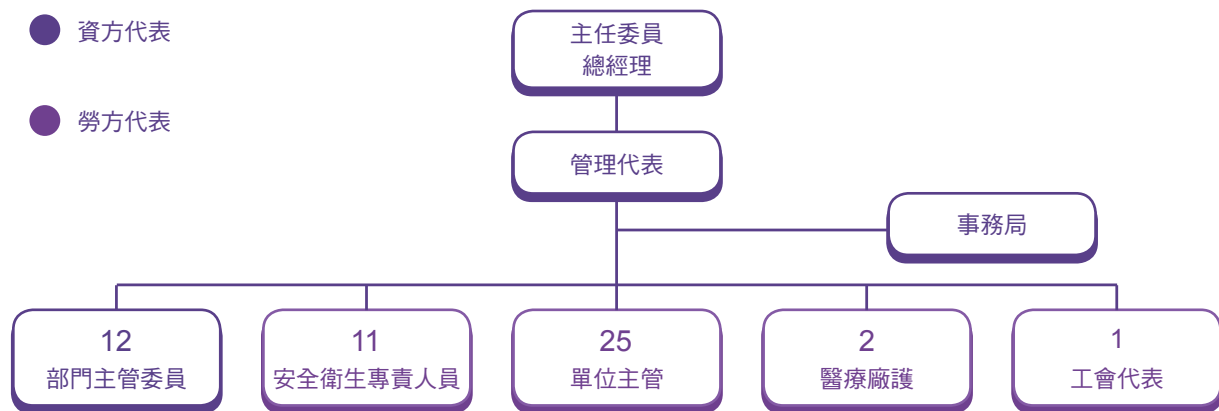 資方代表
勞方代表
主任委員
總經理
管理代表
事務局
12
部門主管委員
11
安全衛生專責人員
25
單位主管
2
醫療廠護
1
工會代表